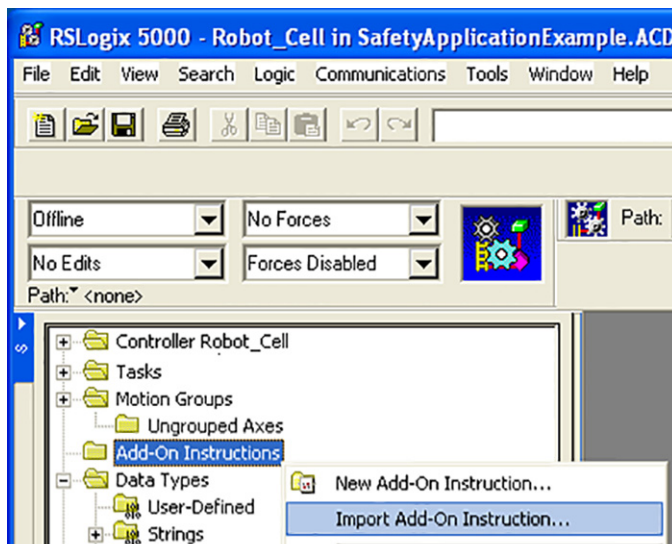 RSLogix 5000 - Robot_Cell in SafetyApplicationExample.ACD
File Edit View Search Logic Communications Tools Window Help
Offline No Forces Path:
No Edits Forces Disabled
Path: <none>
Controller Robot_Cell
Tasks
Motion Groups
Ungrouped Axes
Add-On Instructions
Data Types New Add-On Instruction...
User-Defined Import Add-On Instruction...
Strings